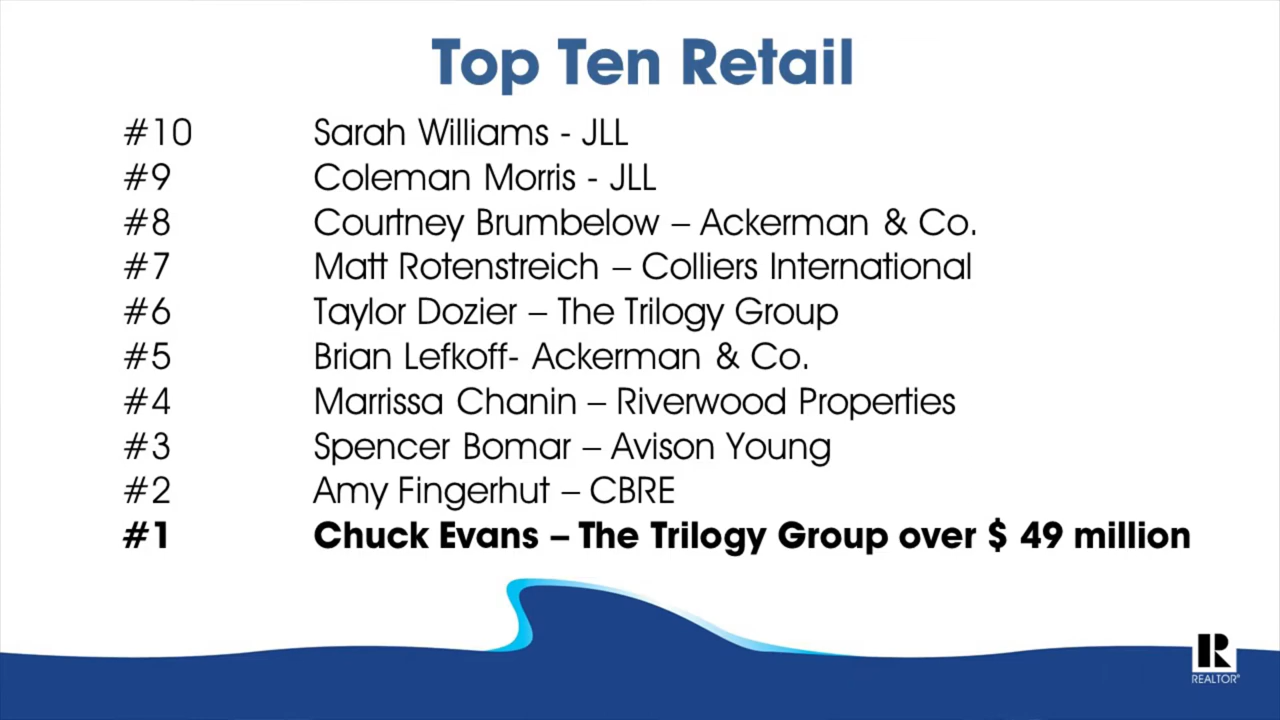 Top Ten Retail
#10 Sarah Williams - JLL
#9 Coleman Morris - JLL
#8 Courtney Brumbelow – Ackerman & Co.
#7 Matt Rotenstreich – Colliers International
#6 Taylor Dozier – The Trilogy Group
#5 Brian Lefkoff- Ackerman & Co.
#4 Marrissa Chanin – Riverwood Properties
#3 Spencer Bomar – Avison Young
#2 Amy Fingerhut – CBRE
#1 Chuck Evans – The Trilogy Group over $ 49 million
R
REALTOR®